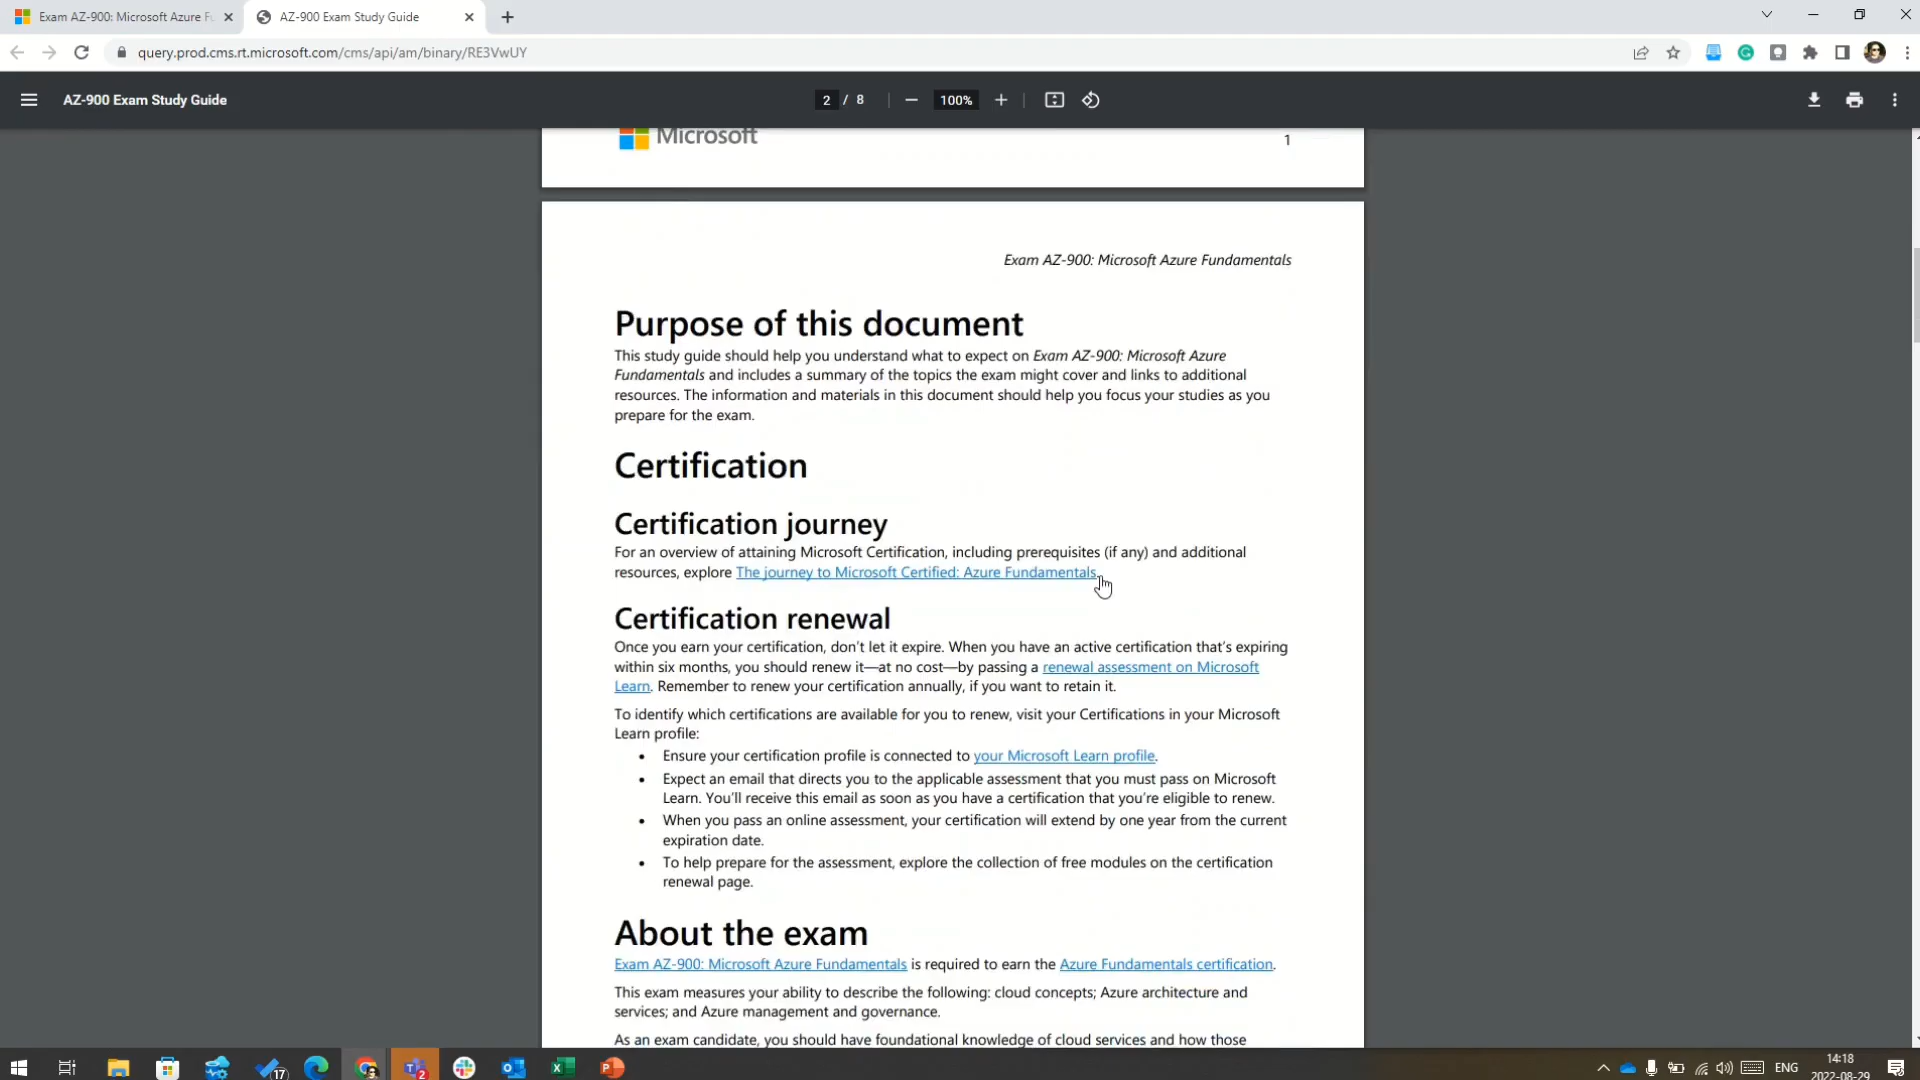 Exam AZ-900: Microsoft Azure F
AZ-900 Exam Study Guide
query.prod.cms.rt.microsoft.com/cms/api/am/binary/RE3VwUY
AZ-900 Exam Study Guide
2 / 8
100%
Microsoft
1
Exam AZ-900: Microsoft Azure Fundamentals
Purpose of this document
This study guide should help you understand what to expect on Exam AZ-900: Microsoft Azure
Fundamentals and includes a summary of the topics the exam might cover and links to additional
resources. The information and materials in this document should help you focus your studies as you
prepare for the exam.
Certification
Certification journey
For an overview of attaining Microsoft Certification, including prerequisites (if any) and additional
resources, explore The journey to Microsoft Certified: Azure Fundamentals.
Certification renewal
Once you earn your certification, don’t let it expire. When you have an active certification that’s expiring
within six months, you should renew it—at no cost—by passing a renewal assessment on Microsoft
Learn. Remember to renew your certification annually, if you want to retain it.
To identify which certifications are available for you to renew, visit your Certifications in your Microsoft
Learn profile:
• Ensure your certification profile is connected to your Microsoft Learn profile.
• Expect an email that directs you to the applicable assessment that you must pass on Microsoft
Learn. You’ll receive this email as soon as you have a certification that you’re eligible to renew.
• When you pass an online assessment, your certification will extend by one year from the current
expiration date.
• To help prepare for the assessment, explore the collection of free modules on the certification
renewal page.
About the exam
Exam AZ-900: Microsoft Azure Fundamentals is required to earn the Azure Fundamentals certification.
This exam measures your ability to describe the following: cloud concepts; Azure architecture and
services; and Azure management and governance.
As an exam candidate, you should have foundational knowledge of cloud services and how those
17
2
ENG
14:18
2022-08-29